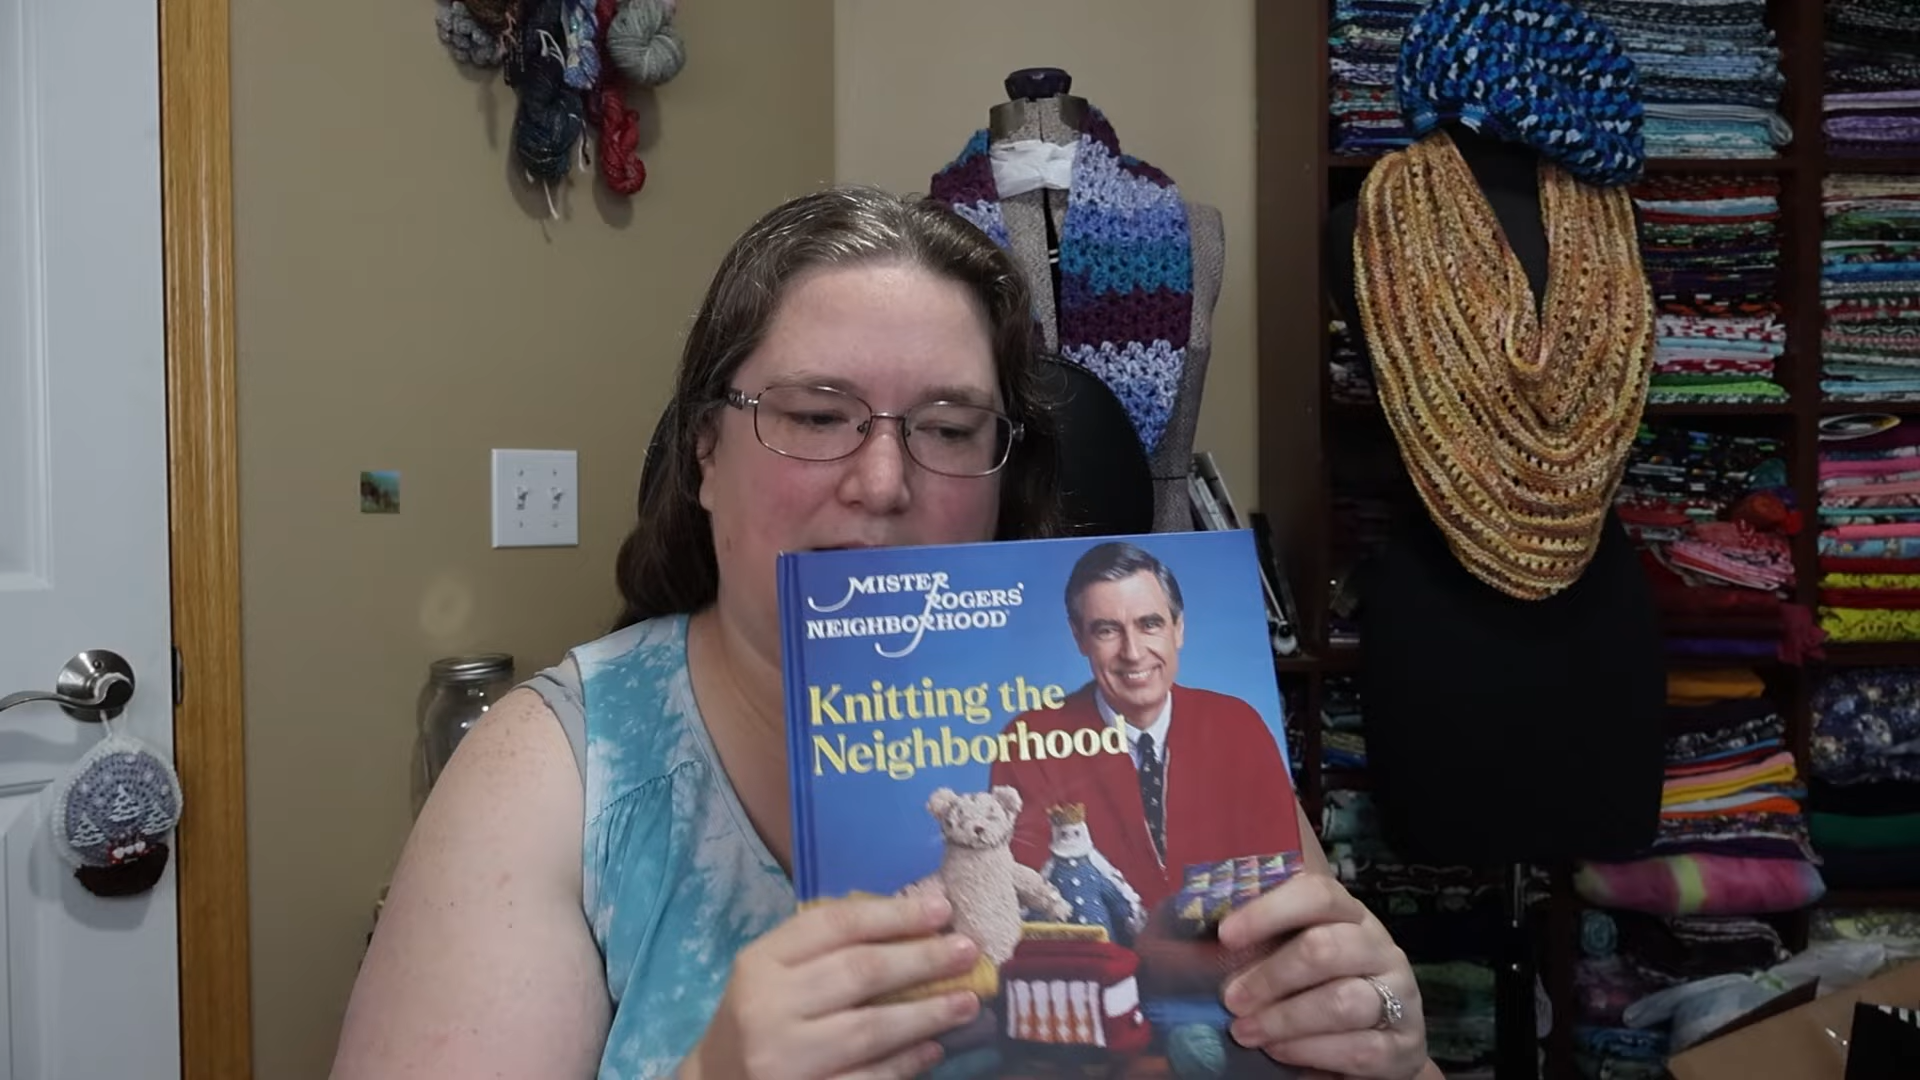 MISTER
ROGERS'
NEIGHBORHOOD
Knitting the
Neighborhood